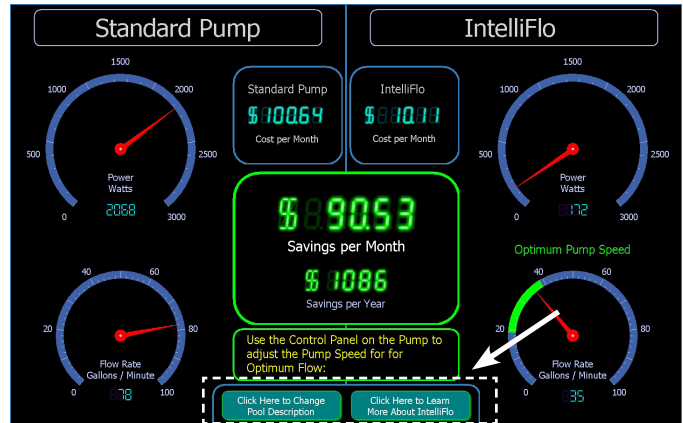 Standard Pump
IntelliFlo
1500
1000
2000
500
2500
0
3000
Power
Watts
2068
Standard Pump
$100.64
Cost per Month
IntelliFlo
$10.11
Cost per Month
1500
1000
2000
500
2500
0
3000
Power
Watts
172
$90.53
Savings per Month
$1086
Savings per Year
Optimum Pump Speed
40
60
20
80
0
100
Flow Rate
Gallons / Minute
78
Use the Control Panel on the Pump to
adjust the Pump Speed for for
Optimum Flow:
40
60
20
80
0
100
Flow Rate
Gallons / Minute
35
Click Here to Change
Pool Description
Click Here to Learn
More About IntelliFlo